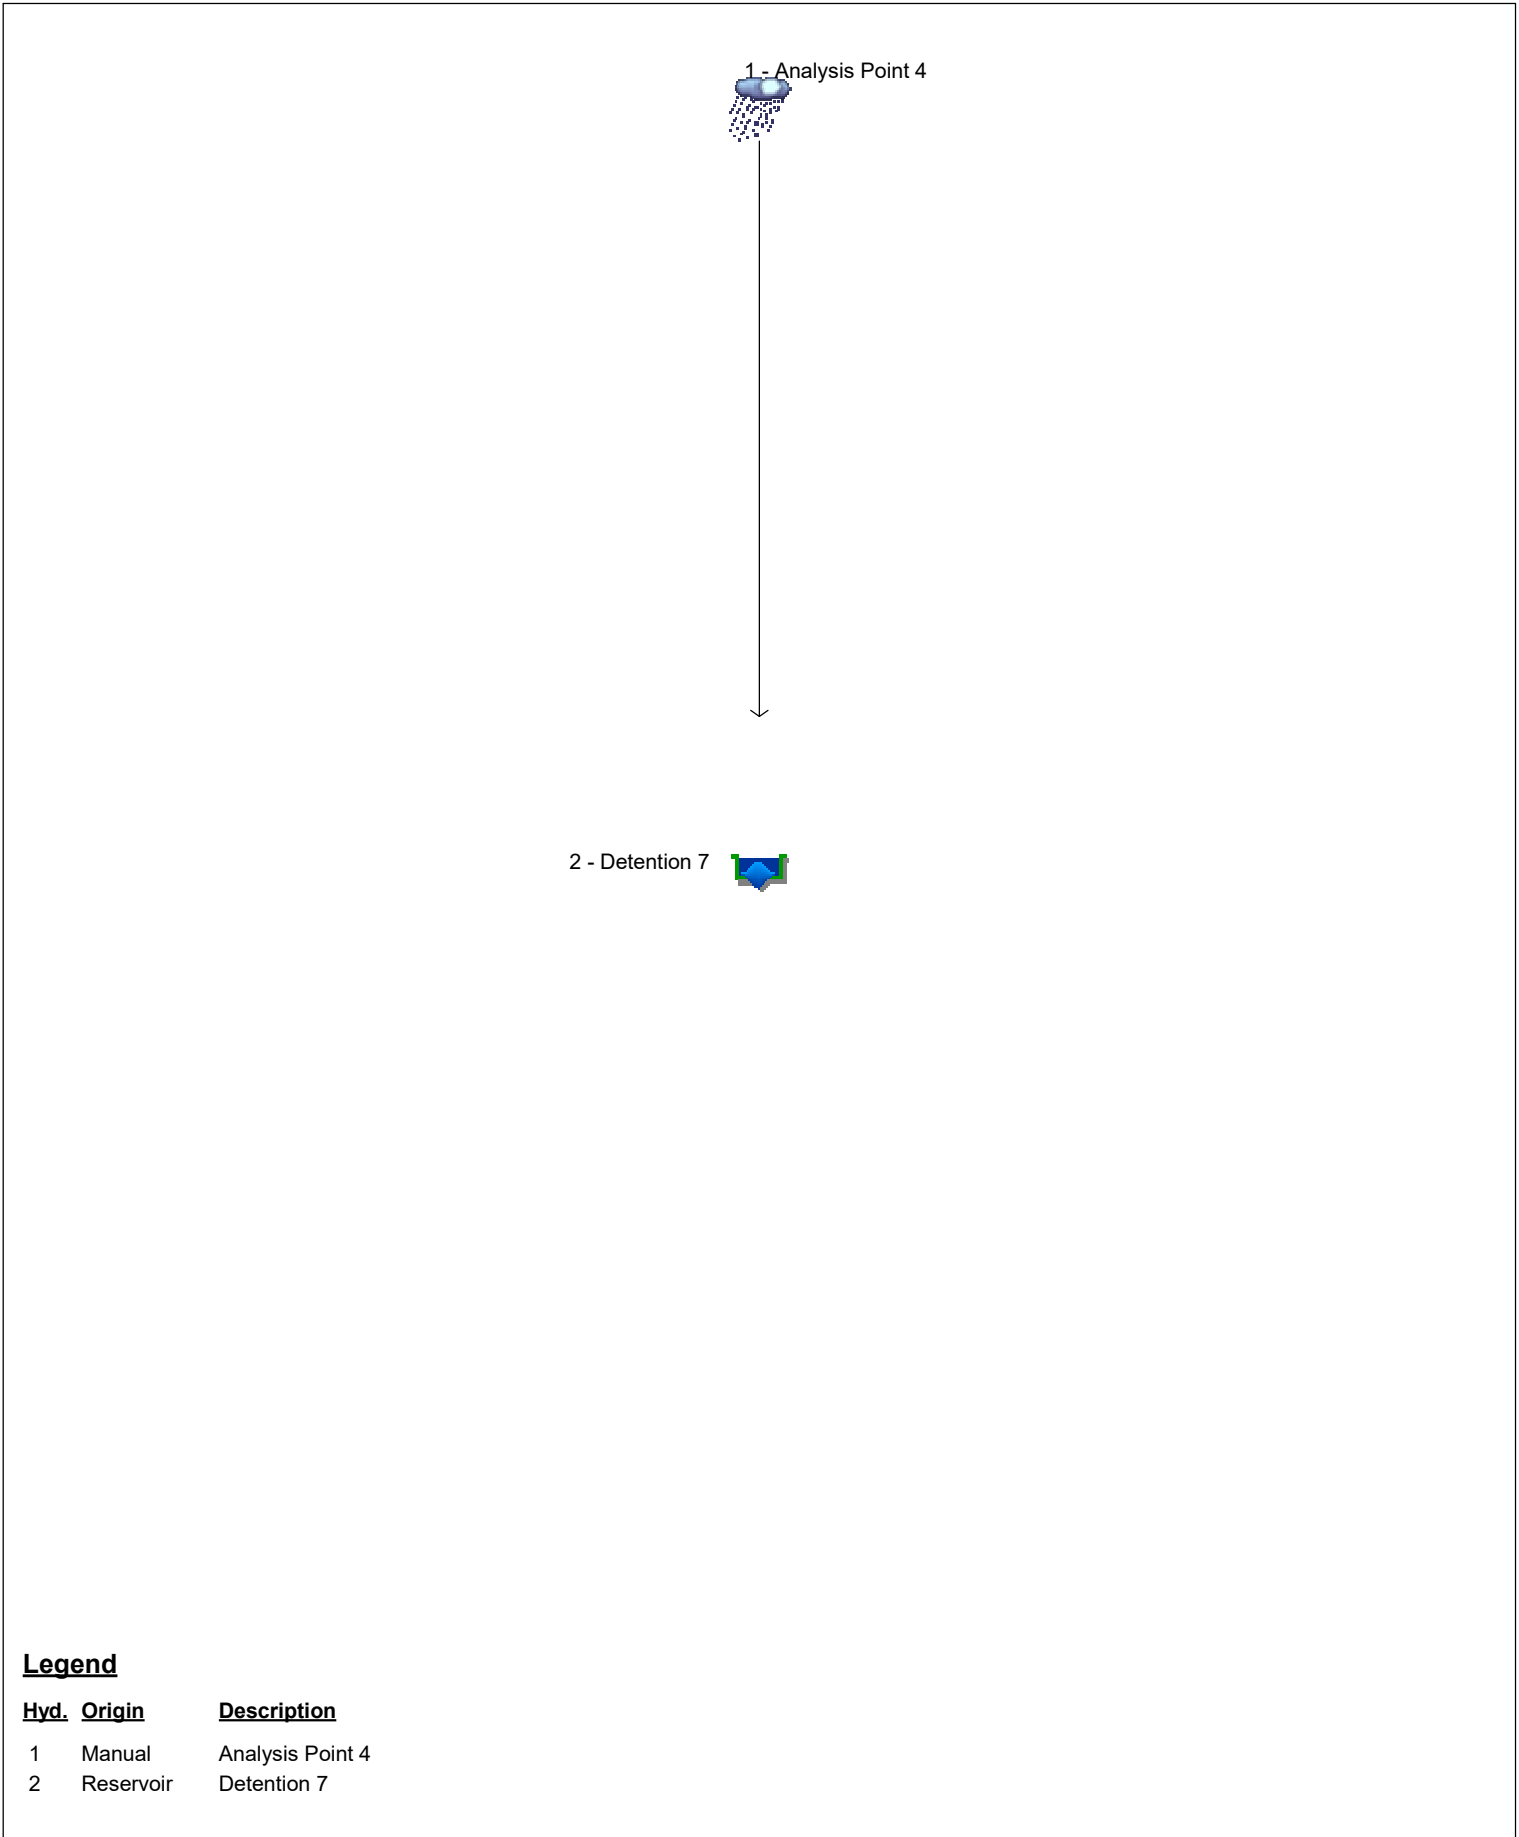 1 - Analysis Point 4
2 - Detention 7
Legend
Hyd. Origin Description
1 Manual Analysis Point 4
2 Reservoir Detention 7